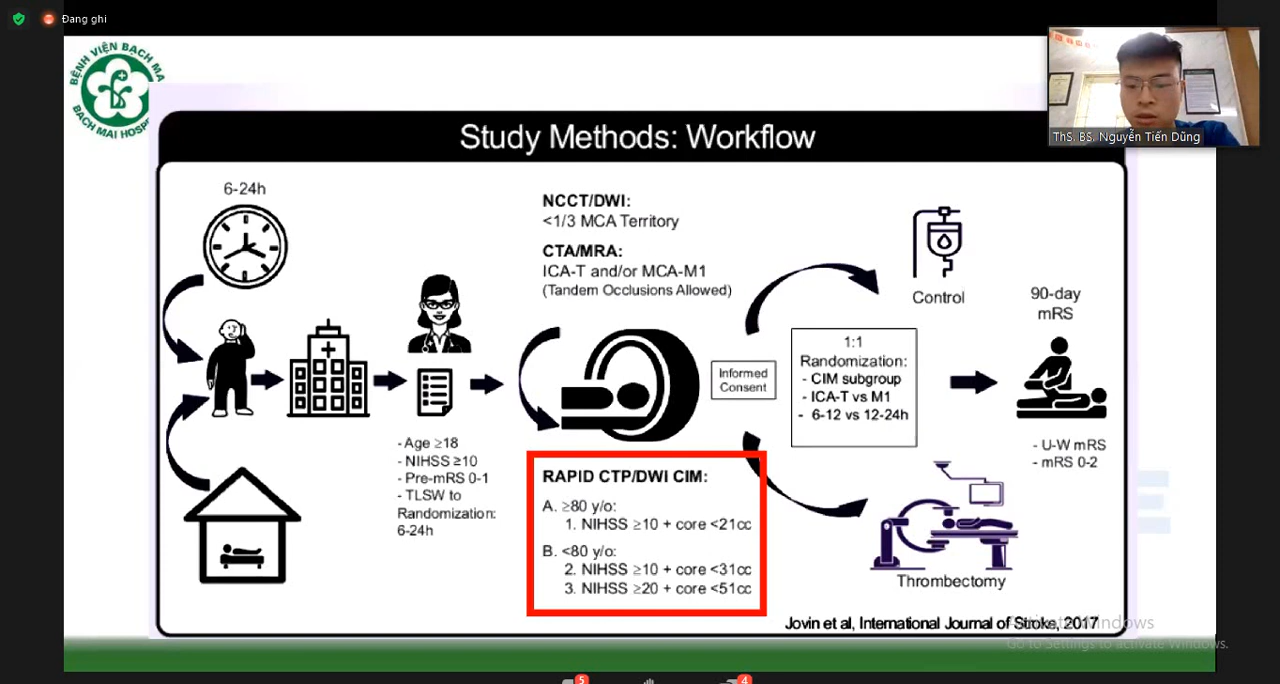 Đang ghi
BỆNH VIỆN BẠCH MA
BẠCH MAI HOSP
ThS. BS. Nguyễn Tiến Dũng
Study Methods: Workflow
6-24h
NCCT/DWI:
<1/3 MCA Territory
CTA/MRA:
ICA-T and/or MCA-M1
(Tandem Occlusions Allowed)
Control
90-day
mRS
Informed
Consent
1:1
Randomization:
- CIM subgroup
- ICA-T vs M1
- 6-12 vs 12-24h
- Age ≥18
- NIHSS ≥10
- Pre-mRS 0-1
- TLSW to
Randomization:
6-24h
- U-W mRS
- mRS 0-2
RAPID CTP/DWI CIM:
A. ≥80 y/o:
1. NIHSS ≥10 + core <21cc
B. <80 y/o:
2. NIHSS ≥10 + core <31cc
3. NIHSS ≥20 + core <51cc
Thrombectomy
Jovin et al, International Journal of Stroke, 2017
Activate Windows
Go to Settings to activate Windows.
5
4